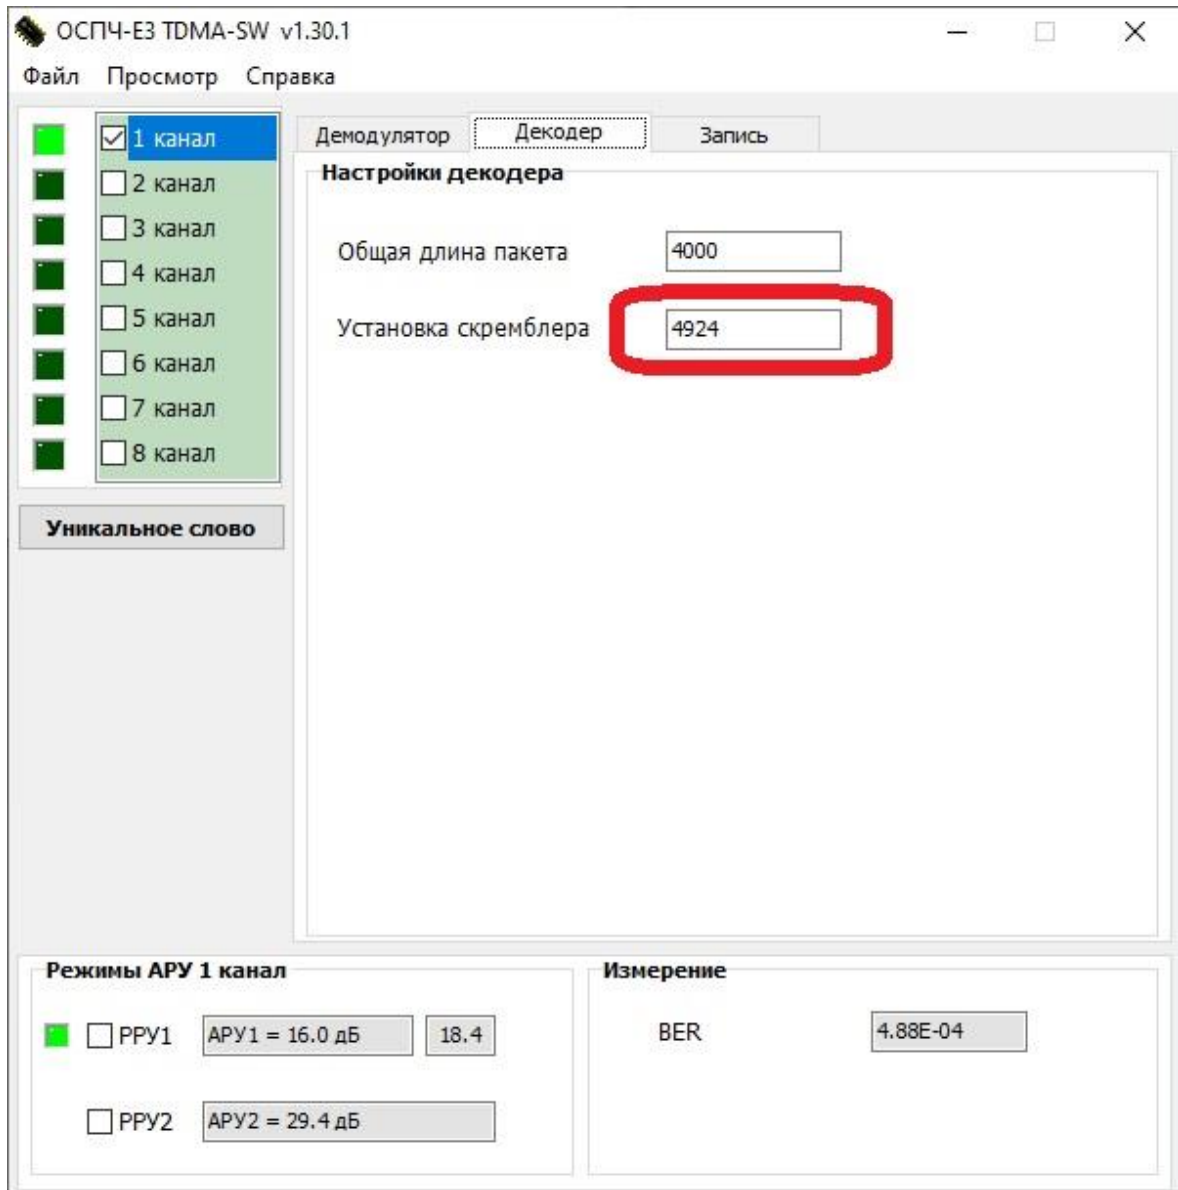 ОСПЧ-ЕЗ TDMA-SW v1.30.1
Файл Просмотр Справка
1 канал
2 канал
3 канал
4 канал
5 канал
6 канал
7 канал
8 канал
Уникальное слово
Демодулятор Декодер Запись
Настройки декодера
Общая длина пакета 4000
Установка скремблера 4924
Режимы АРУ 1 канал
РРУ1 АРУ1 = 16.0 дБ 18.4
РРУ2 АРУ2 = 29.4 дБ
Измерение
BER 4.88E-04